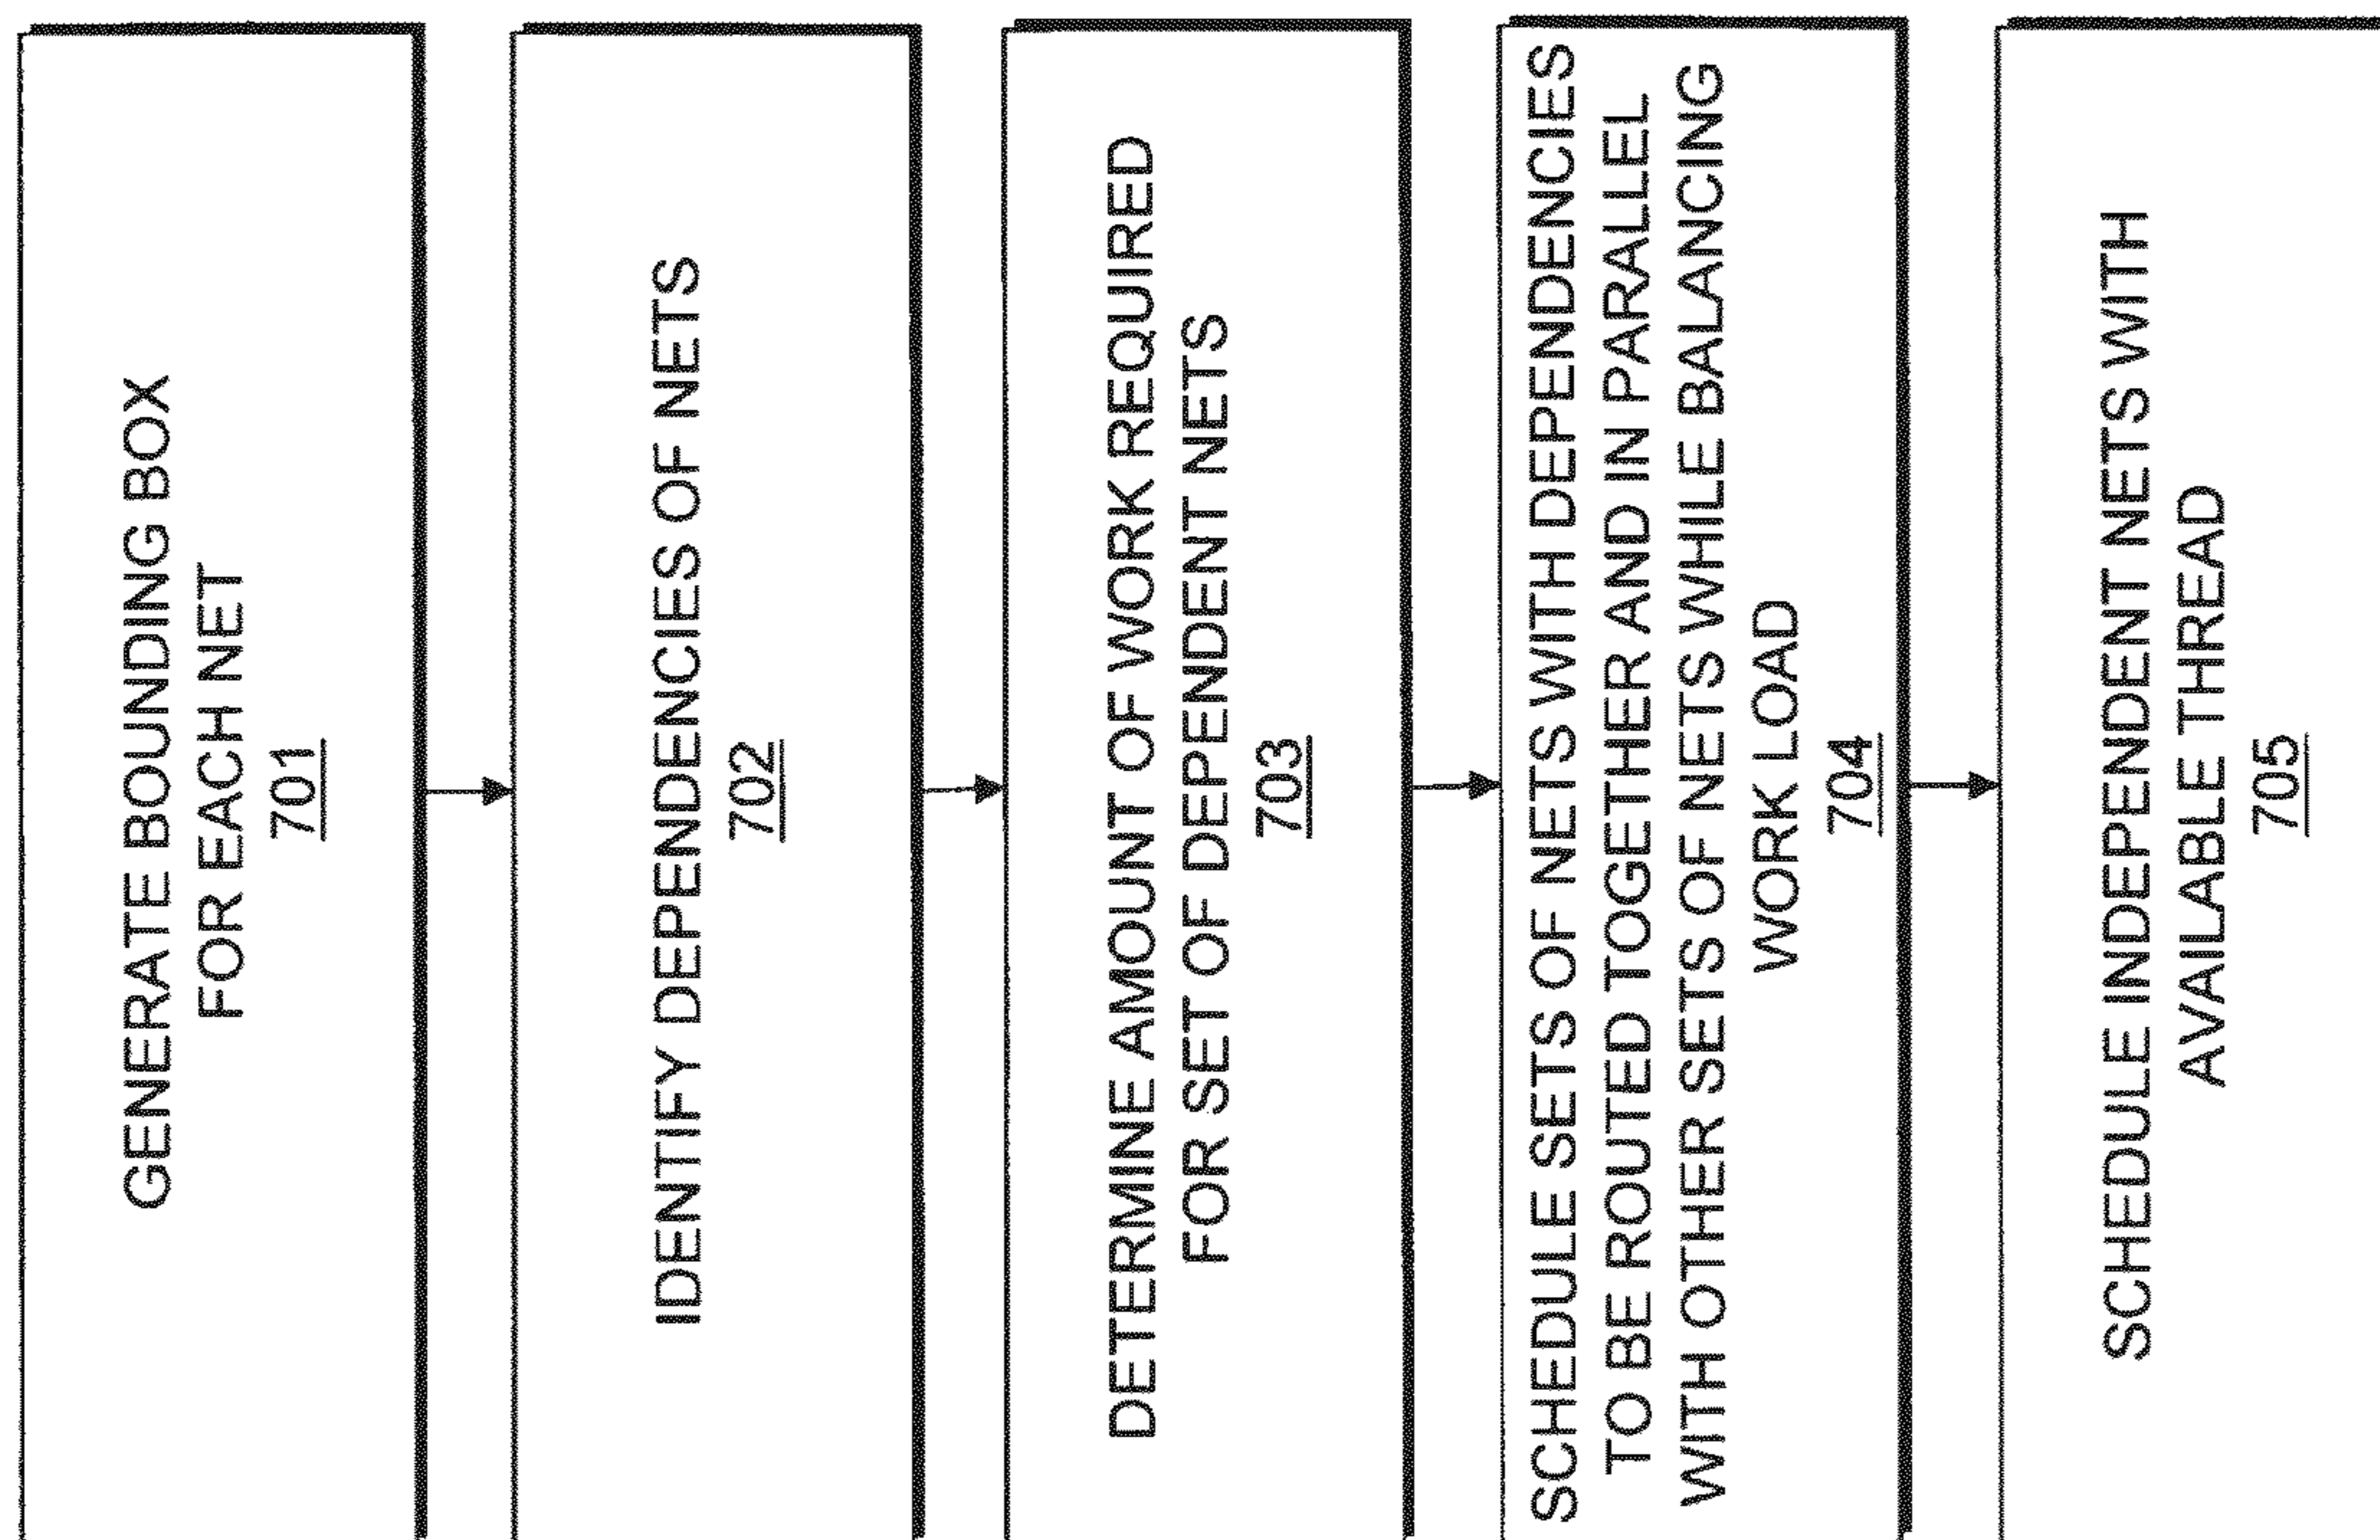 GENERATE BOUNDING BOX
FOR EACH NET
701
IDENTIFY DEPENDENCIES OF NETS
702
DETERMINE AMOUNT OF WORK REQUIRED
FOR SET OF DEPENDENT NETS
703
SCHEDULE SETS OF NETS WITH DEPENDENCIES
TO BE ROUTED TOGETHER AND IN PARALLEL
WITH OTHER SETS OF NETS WHILE BALANCING
WORK LOAD
704
SCHEDULE INDEPENDENT NETS WITH
AVAILABLE THREAD
705